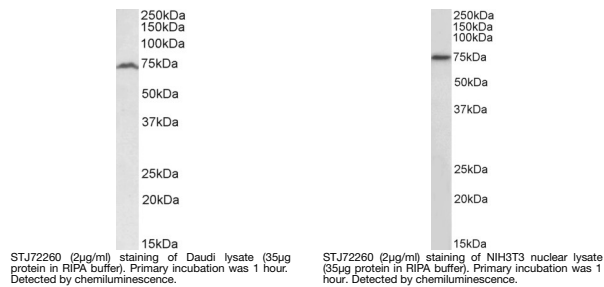 250kDa
150kDa
100kDa
75kDa
50kDa
37kDa
25kDa
20kDa
15kDa
STJ72260 (2µg/ml) staining of Daudi lysate (35µg
protein in RIPA buffer). Primary incubation was 1 hour.
Detected by chemiluminescence.
250kDa
150kDa
100kDa
75kDa
50kDa
37kDa
25kDa
20kDa
15kDa
STJ72260 (2µg/ml) staining of NIH3T3 nuclear lysate
(35µg protein in RIPA buffer). Primary incubation was 1
hour. Detected by chemiluminescence.